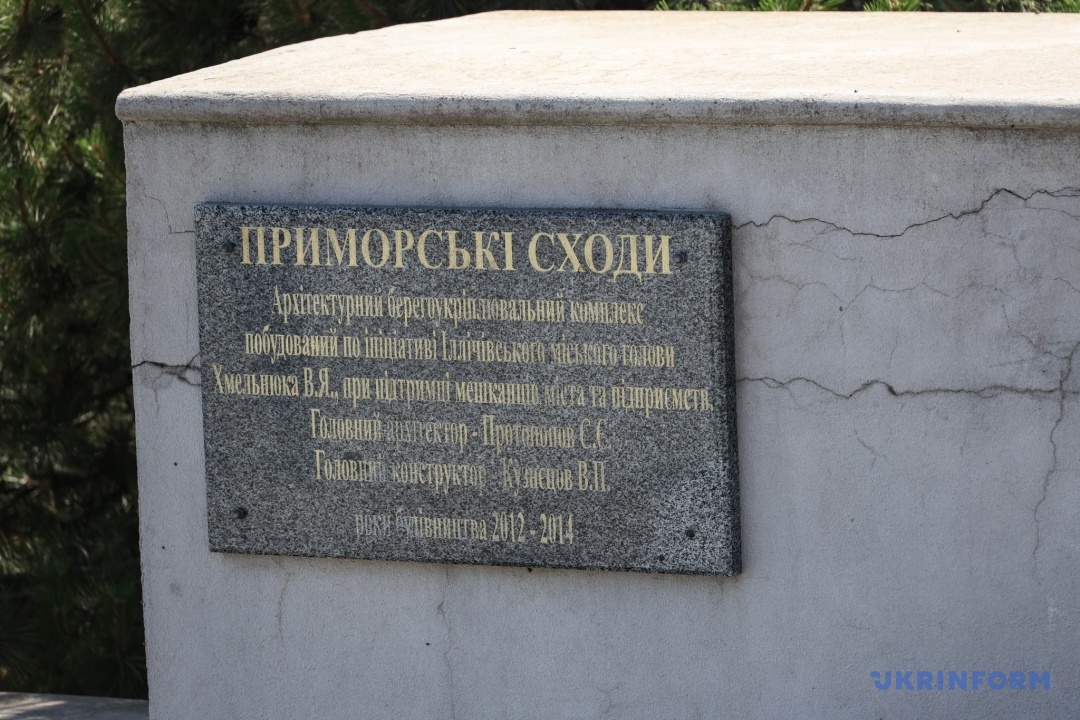 ПРИМОРСЬКІ СХОДИ
Архітектурний берегоукріплювальний комплекс
побудований по ініціативі Іллічівського міського голови
Хмельнюка В.Я., при підтримці мешканців міста та підприємств.
Головний архітектор - Протопопов С.Є.
Головний конструктор - Кузнєцов В.П.
роки будівництва 2012 - 2014
UKRINFORM